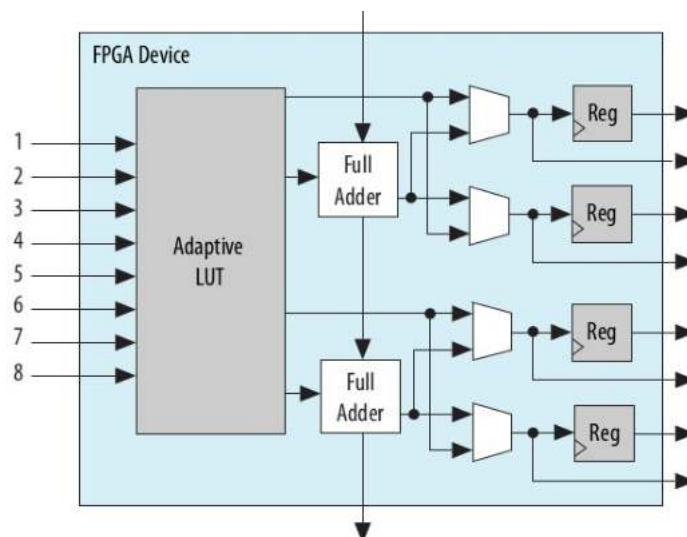 FPGA Device
1
2
3
4
5
6
7
8
Adaptive
LUT
Full
Adder
Full
Adder
Reg
Reg
Reg
Reg